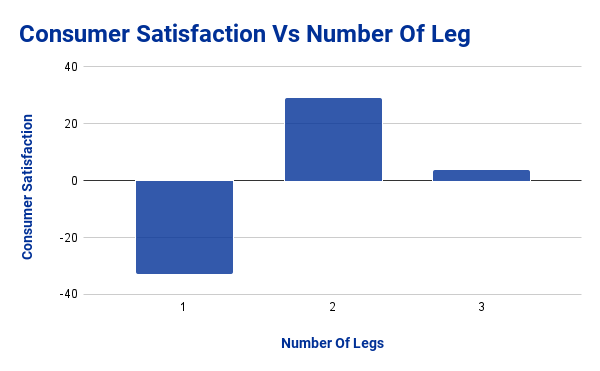 Consumer Satisfaction Vs Number Of Leg
40
20
0
-20
-40
Consumer Satisfaction
1 2 3
Number Of Legs